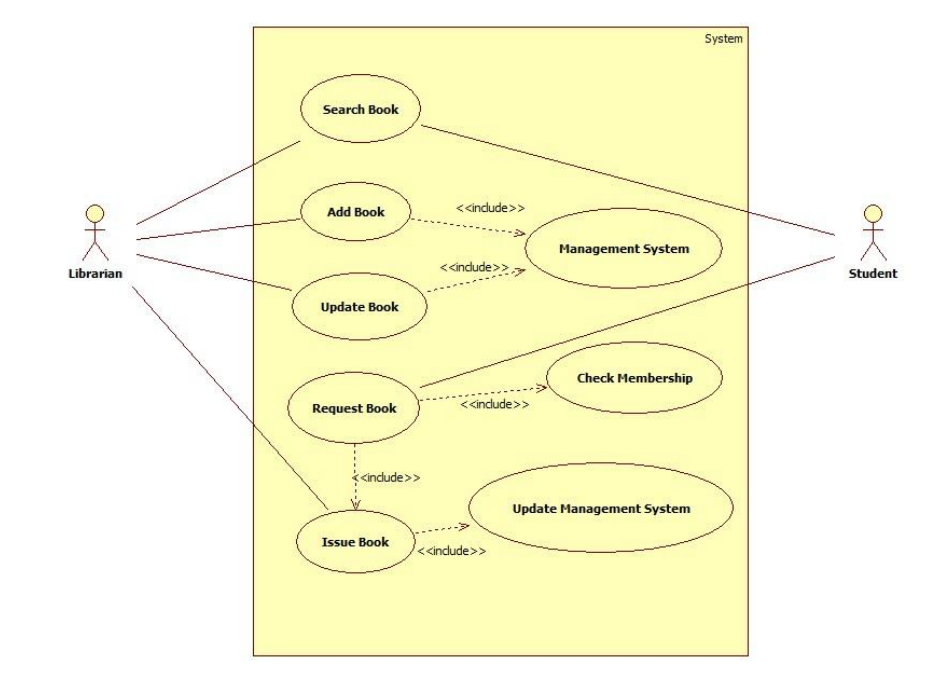 System
Search Book
Add Book
<<include>>
Management System
<<include>>
Librarian
Student
Update Book
Check Membership
Request Book
<<include>>
<<include>>
Update Management System
Issue Book
<<include>>